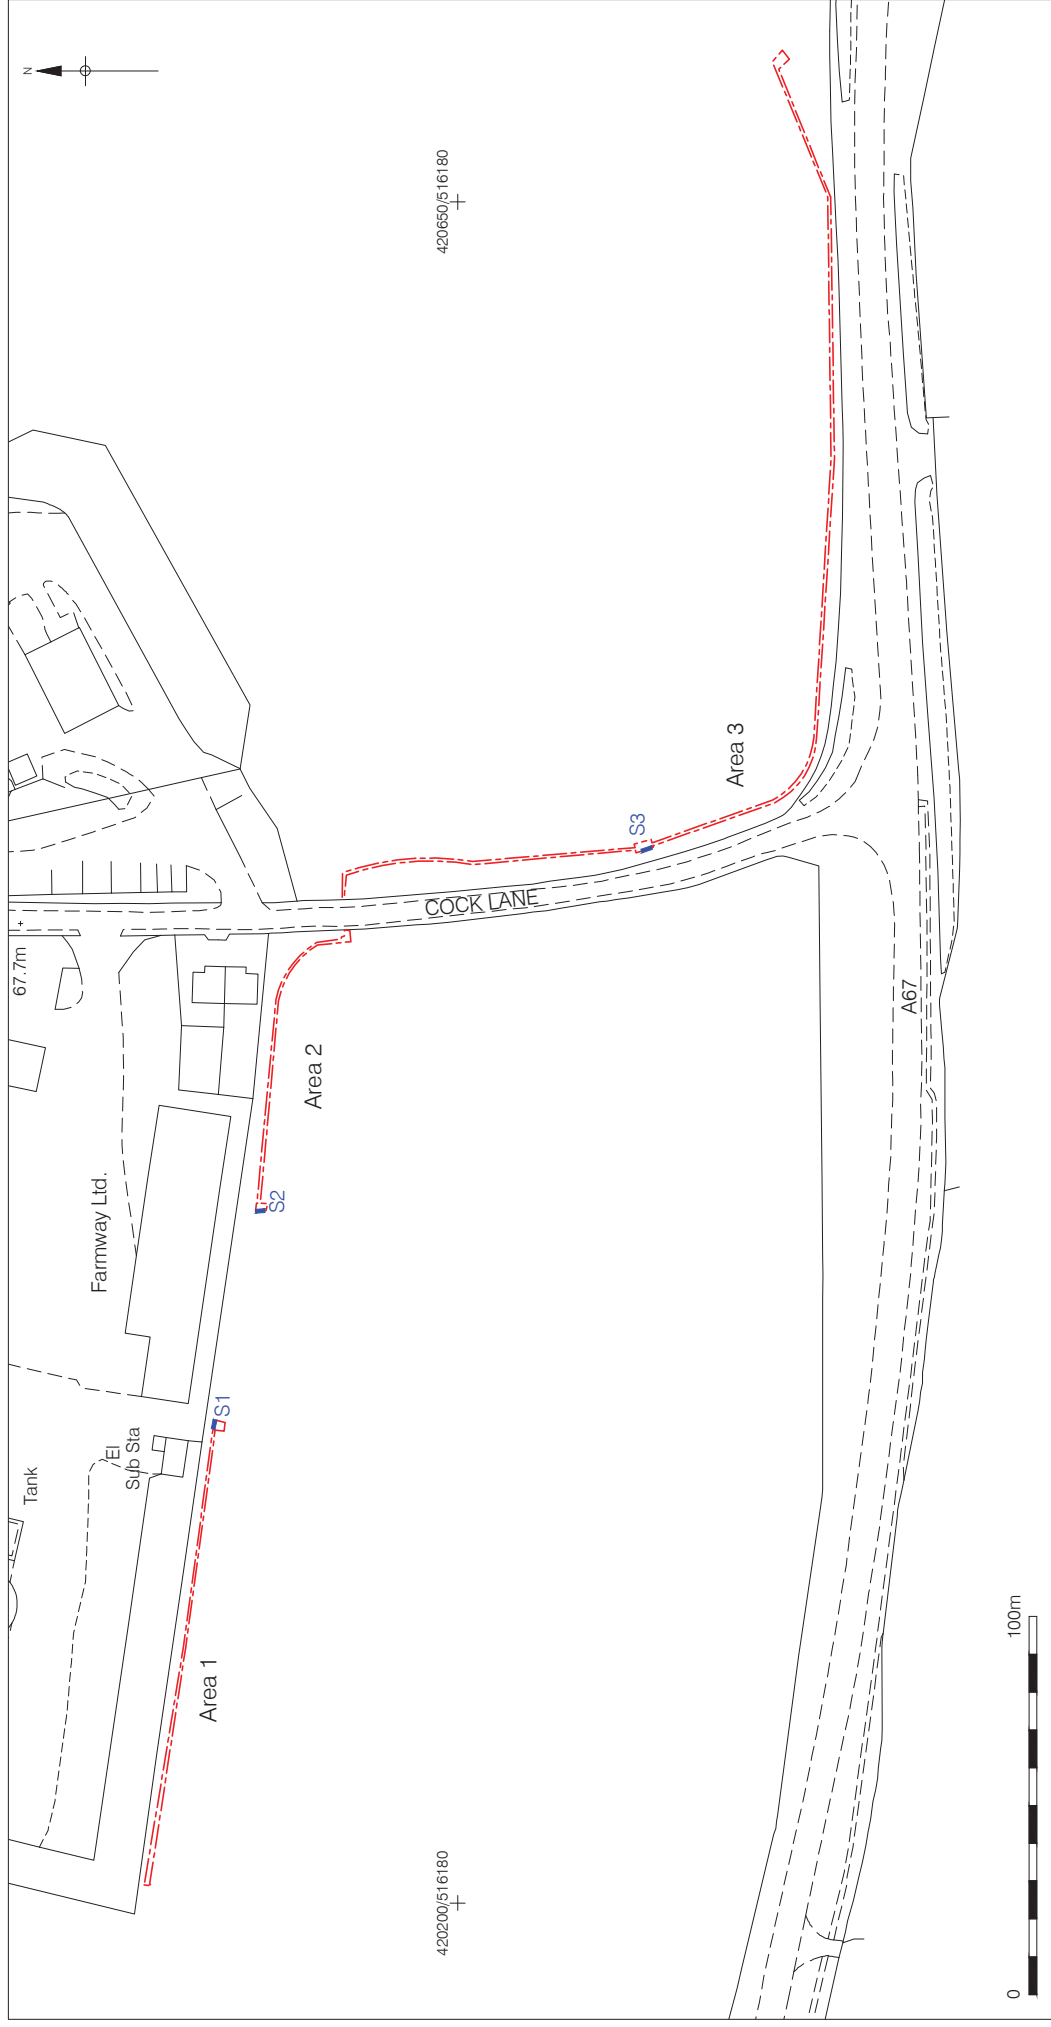 N
420650/516180
67.7m
Farmway Ltd.
Tank
El
Sub Sta
S1
S2
S3
Area 1
Area 2
Area 3
COCK LANE
A67
420200/516180
0
100m